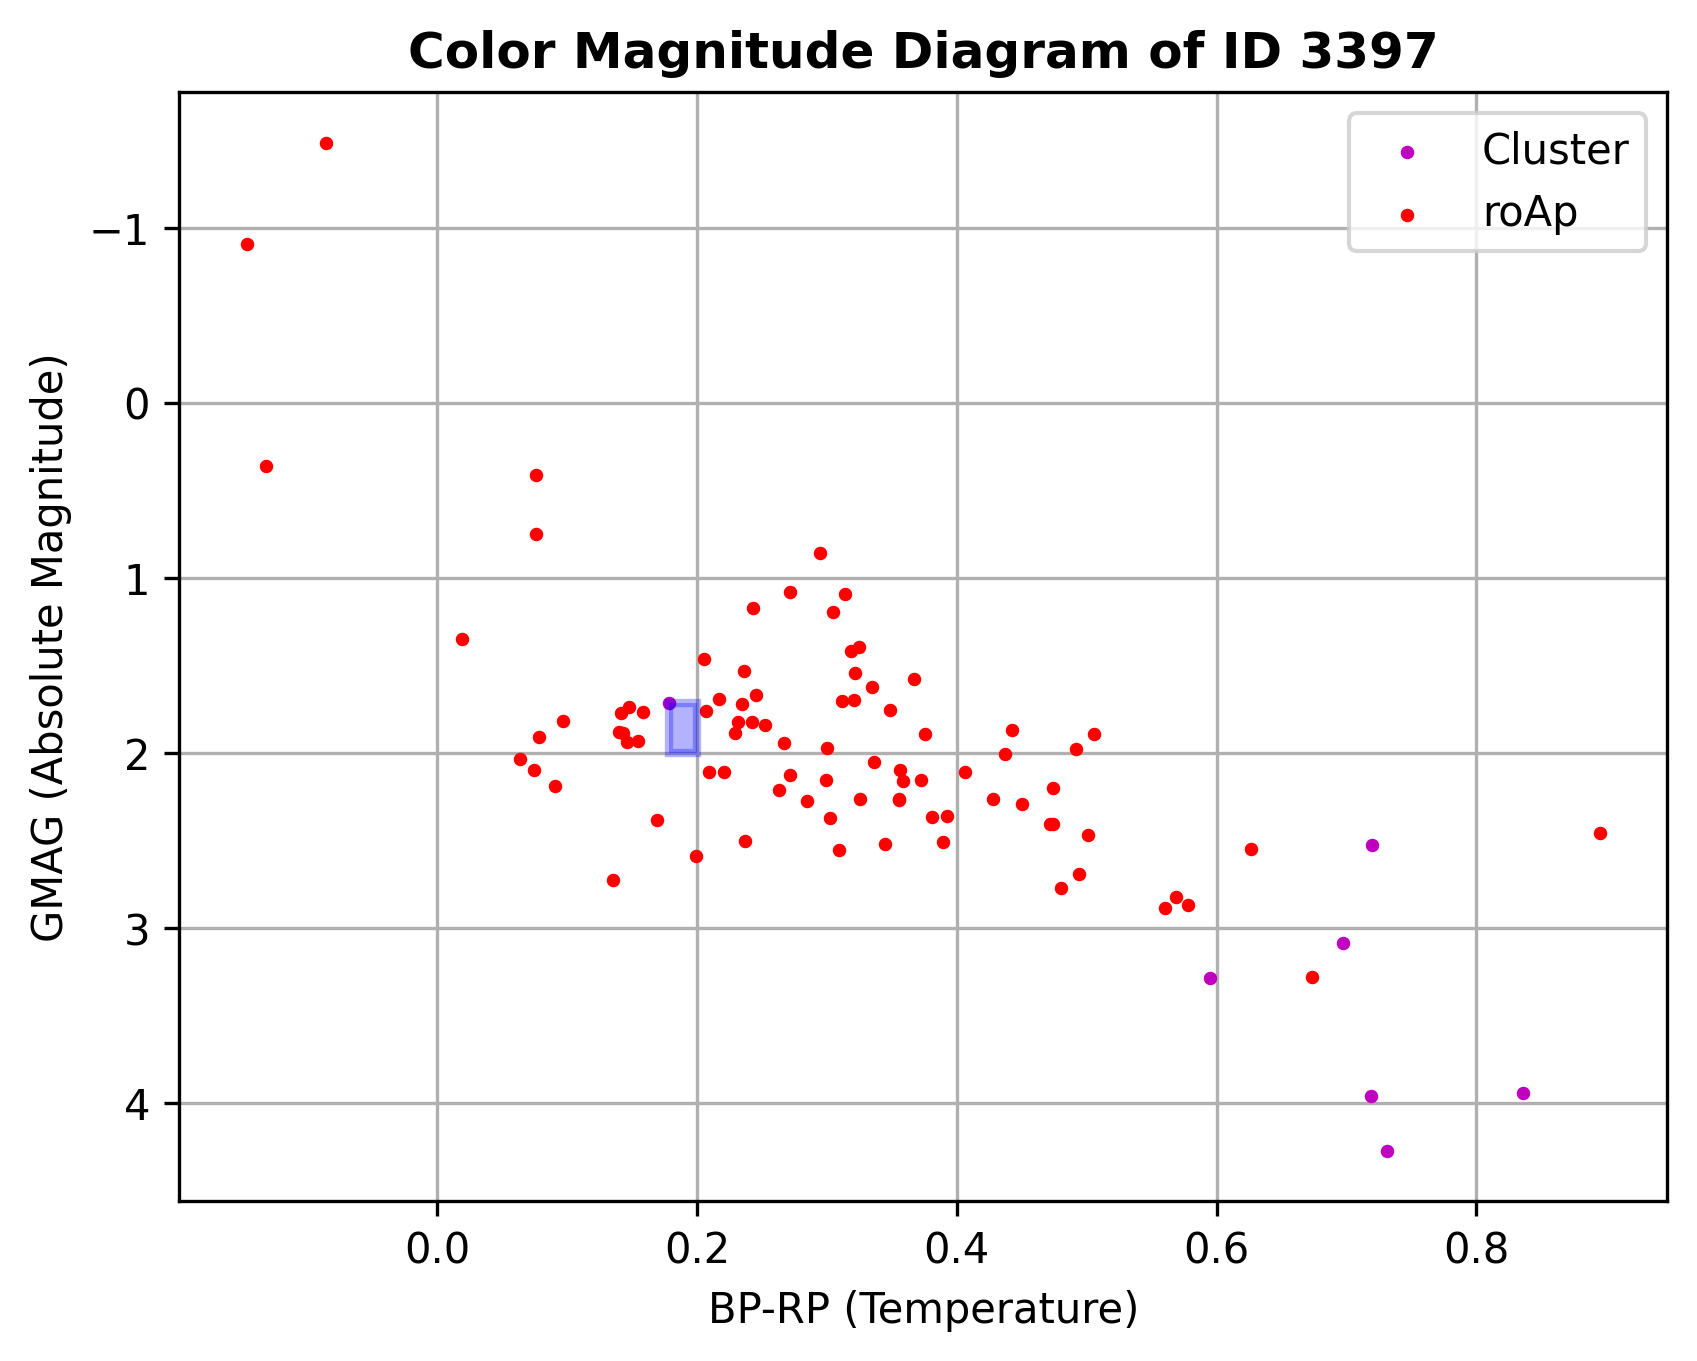 Color Magnitude Diagram of ID 3397
Cluster
roAp
−1
0
1
2
3
4
GMAG (Absolute Magnitude)
0.0 0.2 0.4 0.6 0.8
BP-RP (Temperature)